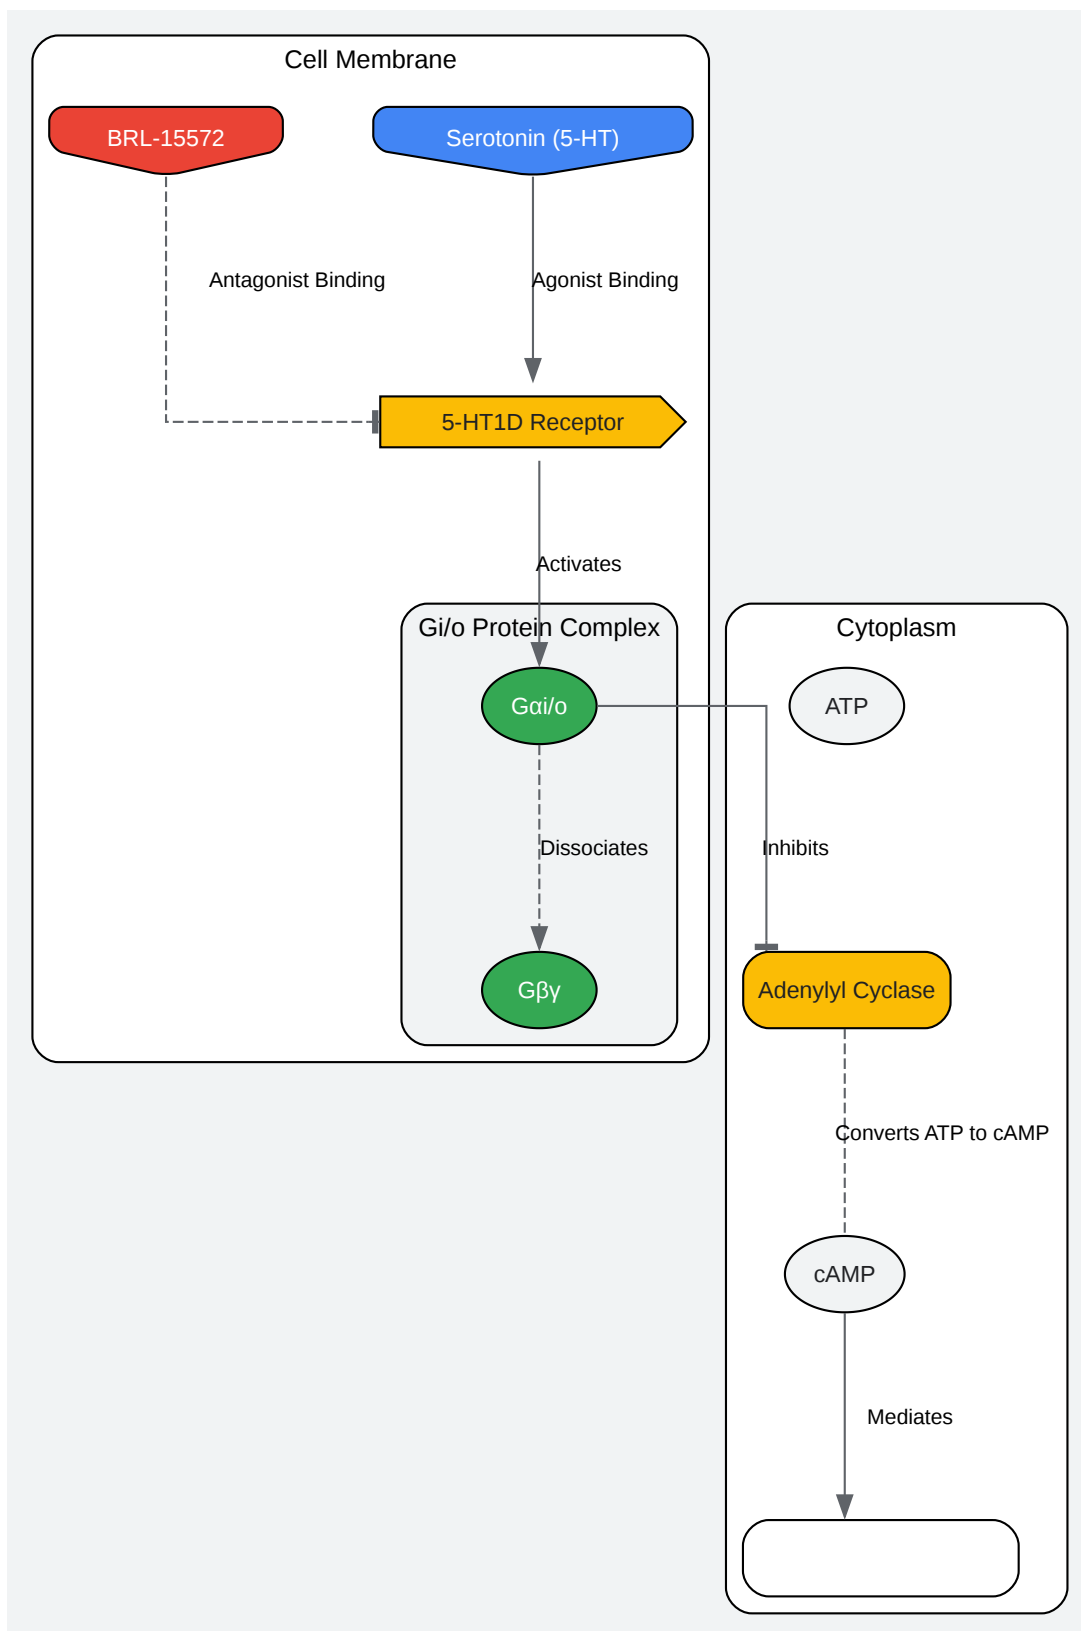 Cell Membrane
BRL-15572
Serotonin (5-HT)
Antagonist Binding
Agonist Binding
5-HT1D Receptor
Activates
Gi/o Protein Complex
Cytoplasm
Gαi/o
ATP
Dissociates
Inhibits
Gβγ
Adenylyl Cyclase
Converts ATP to cAMP
cAMP
Mediates